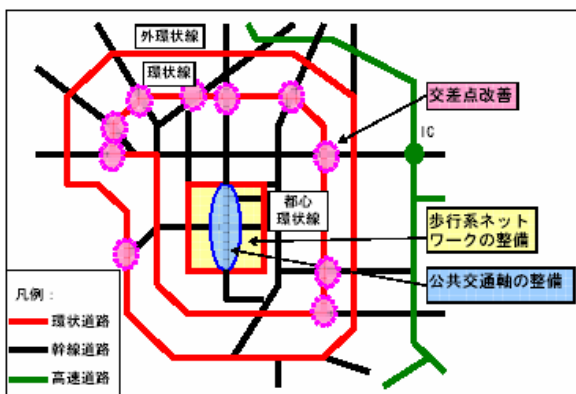 外環状線
環状線
交差点改善
IC
都心
環状線
歩行系ネット
ワークの整備
公共交通軸の整備
凡例：
環状道路
幹線道路
高速道路